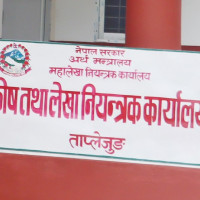 नेपाल सरकार
अर्थ मन्त्रालय
महालेखा नियन्त्रक कार्यालय
तथा लेखा नियन्त्रक कार्यालय
ताप्लेजुङ